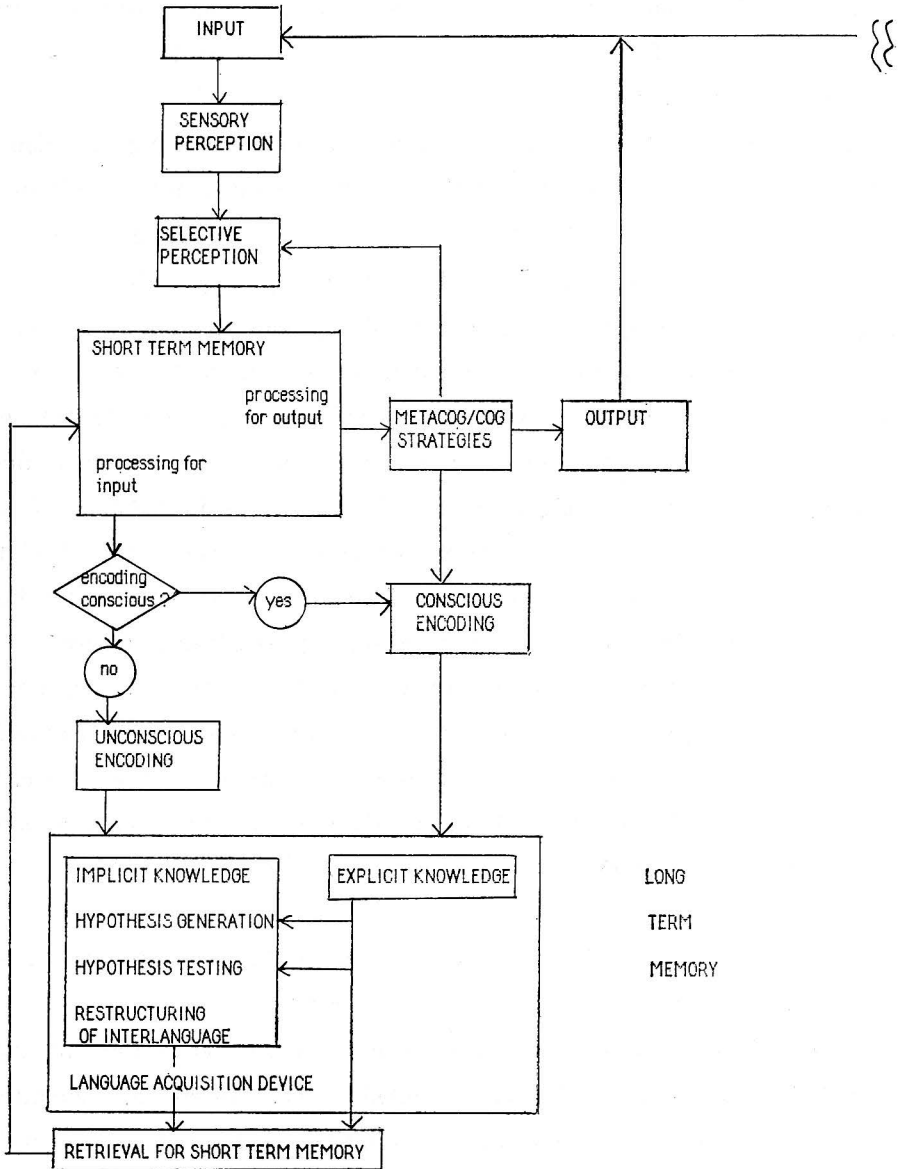 INPUT
SENSORY
PERCEPTION
SELECTIVE
PERCEPTION
SHORT TERM MEMORY
processing
for output
processing for
input
METACOG/COG
STRATEGIES
OUTPUT
encoding
conscious ?
yes
CONSCIOUS
ENCODING
no
UNCONSCIOUS
ENCODING
IMPLICIT KNOWLEDGE
EXPLICIT KNOWLEDGE
HYPOTHESIS GENERATION
HYPOTHESIS TESTING
RESTRUCTURING
OF INTERLANGUAGE
LANGUAGE ACQUISITION DEVICE
LONG
TERM
MEMORY
RETRIEVAL FOR SHORT TERM MEMORY